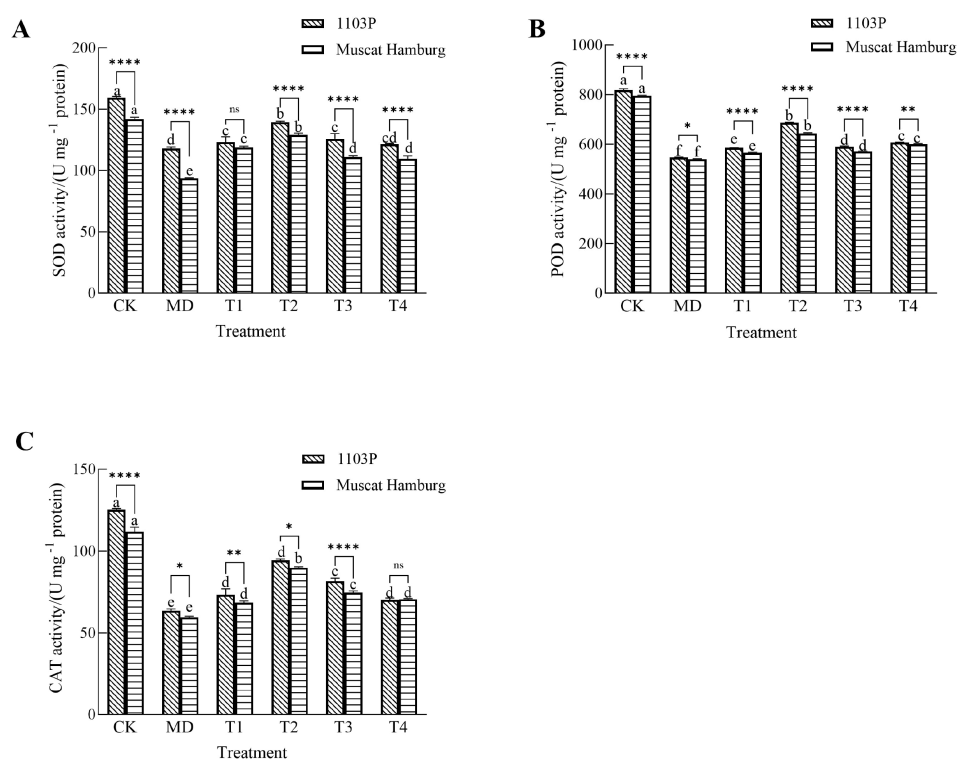 A
1103P
Muscat Hamburg
SOD activity/(U mg -1 protein)
200
150
100
50
0
**** **** ns **** **** ****
a a d e c c b b c d cd d
CK MD T1 T2 T3 T4
Treatment
B
1103P
Muscat Hamburg
POD activity/(U mg -1 protein)
1000
800
600
400
200
0
**** * **** **** **** **
a a f f e e b b d d c c
CK MD T1 T2 T3 T4
Treatment
C
1103P
Muscat Hamburg
CAT activity/(U mg -1 protein)
150
100
50
0
**** * ** * **** ns
a a e e d d d b c c d d
CK MD T1 T2 T3 T4
Treatment